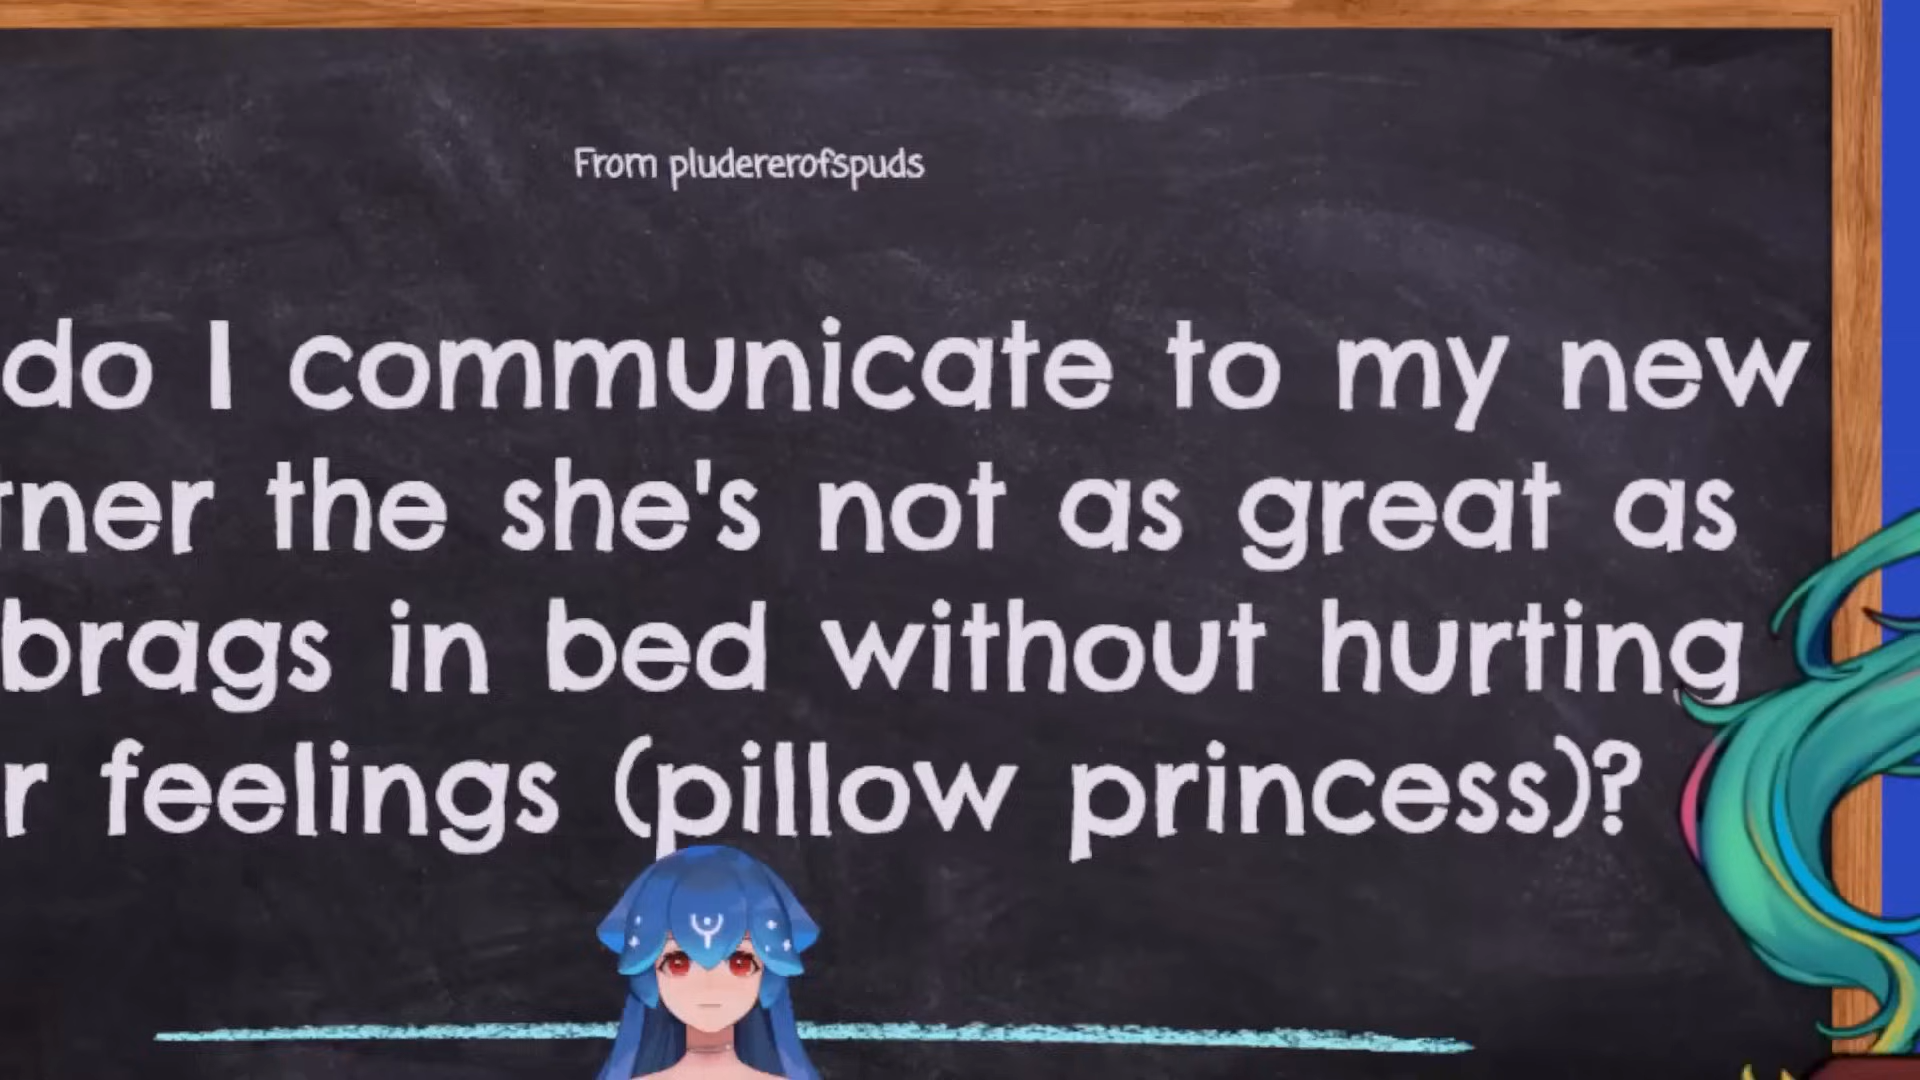 From pludererofspuds
do I communicate to my new
tner the she's not as great as
brags in bed without hurting
r feelings (pillow princess)?